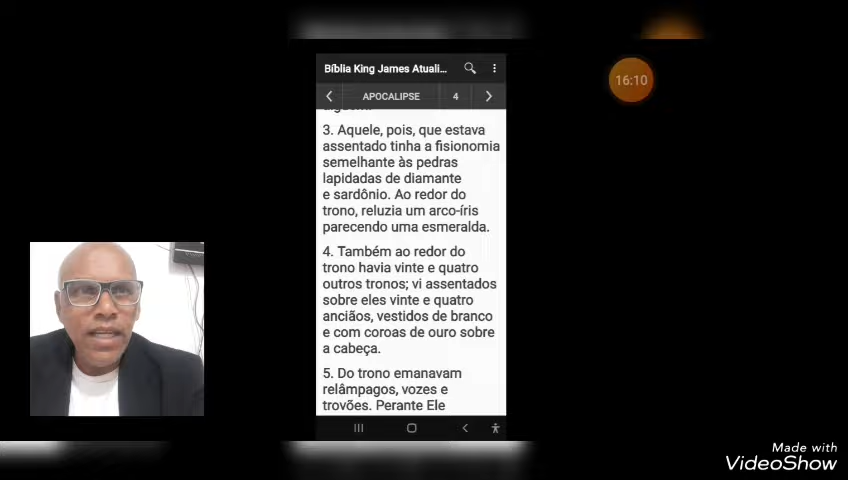 Bíblia King James Atuali...
APOCALIPSE 4
3. Aquele, pois, que estava
assentado tinha a fisionomia
semelhante às pedras
lapidadas de diamante
e sardônio. Ao redor do
trono, reluzia um arco-íris
parecendo uma esmeralda.
4. Também ao redor do
trono havia vinte e quatro
outros tronos; vi assentados
sobre eles vinte e quatro
anciãos, vestidos de branco
e com coroas de ouro sobre
a cabeça.
5. Do trono emanavam
relâmpagos, vozes e
trovões. Perante Ele
16:10
Made with
VideoShow